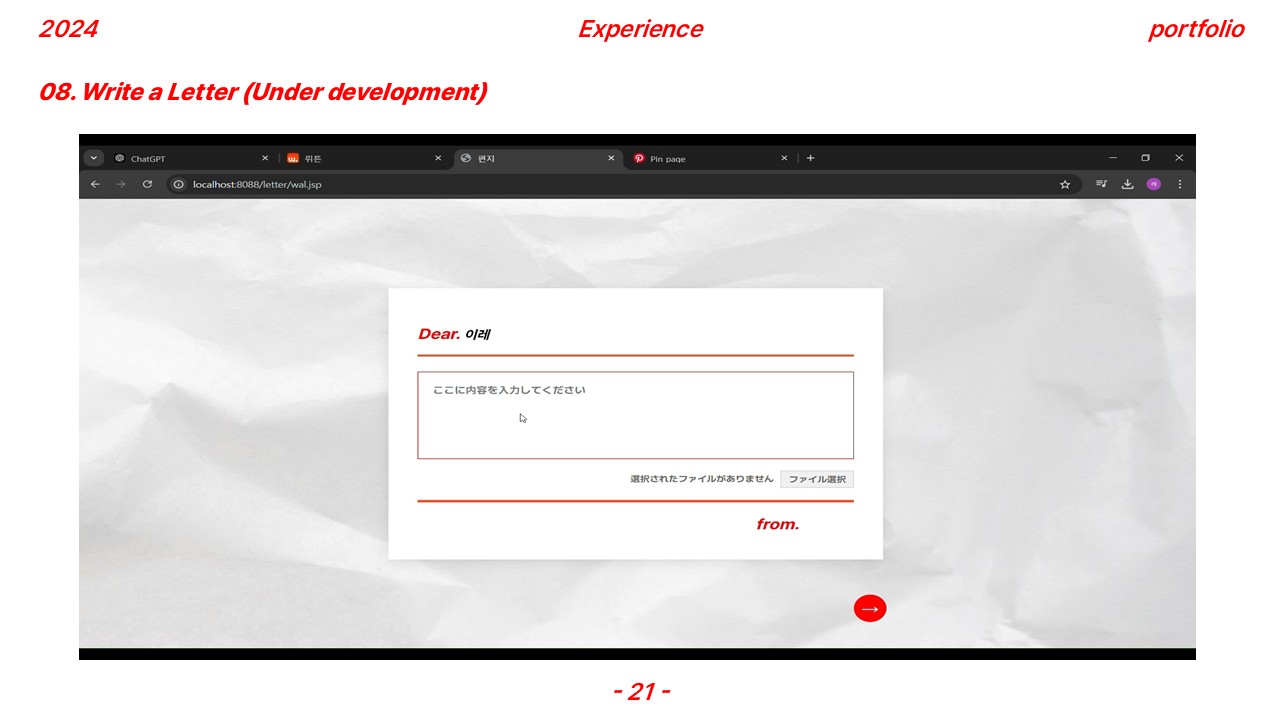 2024 Experience portfolio
08. Write a Letter (Under development)
ChatGPT 뤼튼 편지 Pin page
localhost:8088/letter/wal.jsp
Dear. 이레
ここに内容を入力してください
選択されたファイルがありません ファイル選択
from.
→
- 21 -